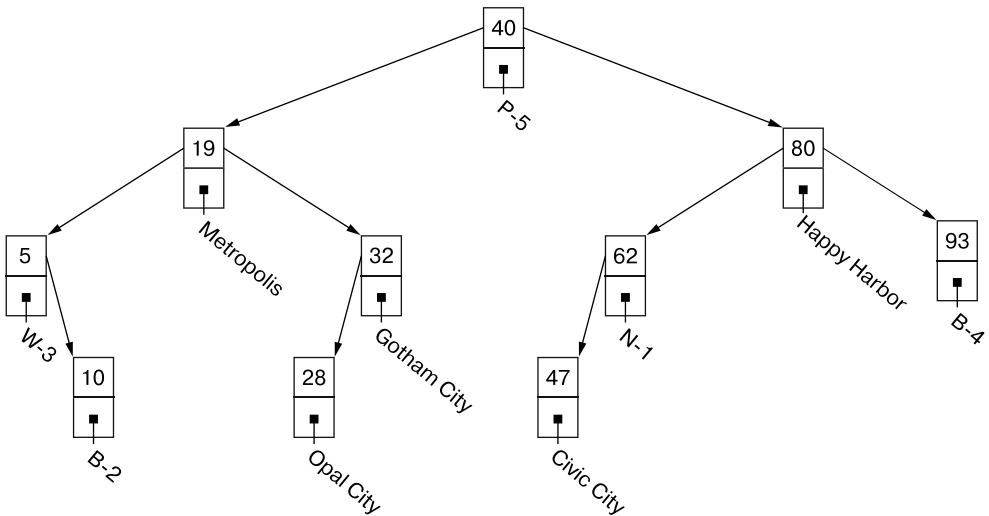 40
P-5
19
Metropolis
80
Happy Harbor
5
W-3
32
Gotham City
62
N-1
93
B-4
10
B-2
28
Opal City
47
Civic City